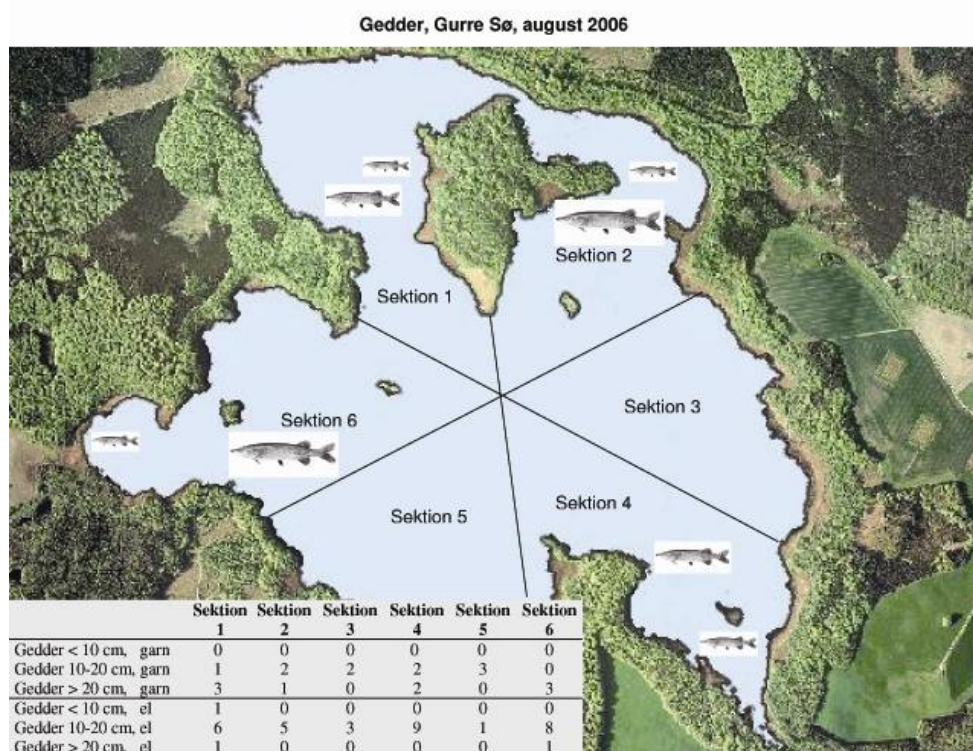 Gedder, Gurre Sø, august 2006
Sektion 2
Sektion 1
Sektion 3
Sektion 6
Sektion 5
Sektion 4
Sektion Sektion Sektion Sektion Sektion Sektion
1 2 3 4 5 6
Gedder < 10 cm, garn 0 0 0 0 0 0
Gedder 10-20 cm, garn 1 2 2 2 3 0
Gedder > 20 cm, garn 3 1 0 2 0 3
Gedder < 10 cm, el 1 0 0 0 0 0
Gedder 10-20 cm, el 6 5 3 9 1 8
Gedder > 20 cm, el 1 0 0 0 0 1